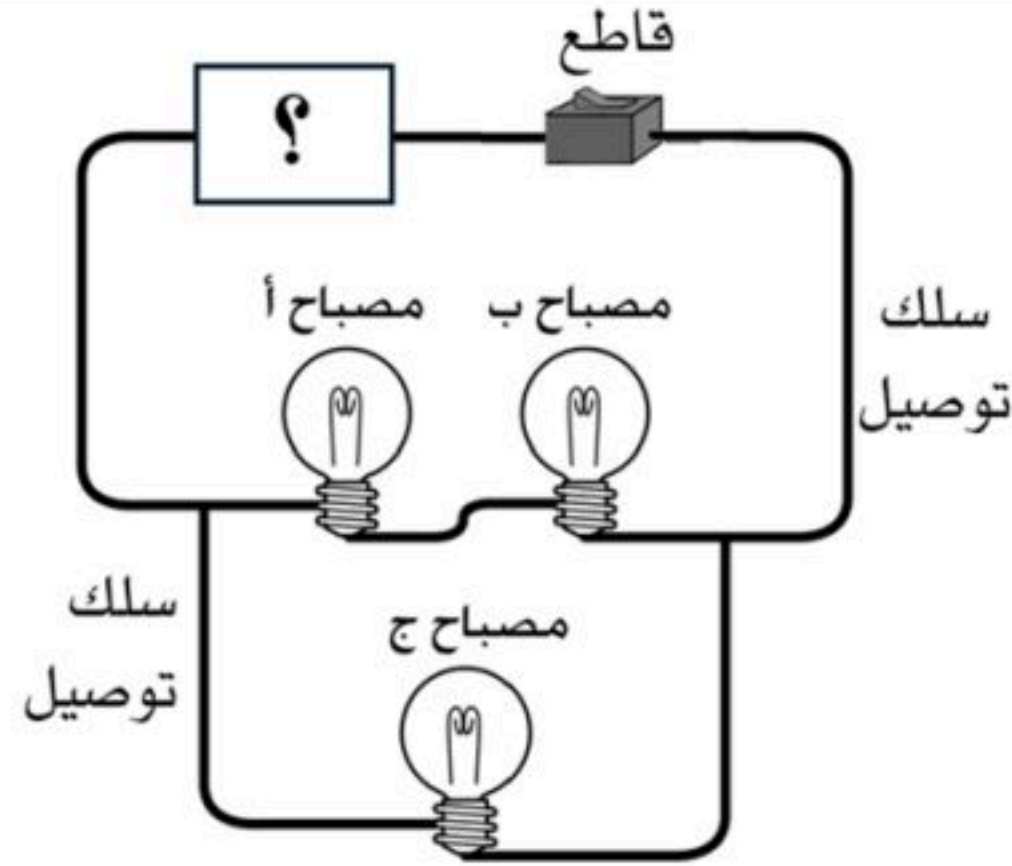 قاطع
؟
مصباح أ
مصباح ب
سلك
توصيل
سلك
توصيل
مصباح ج